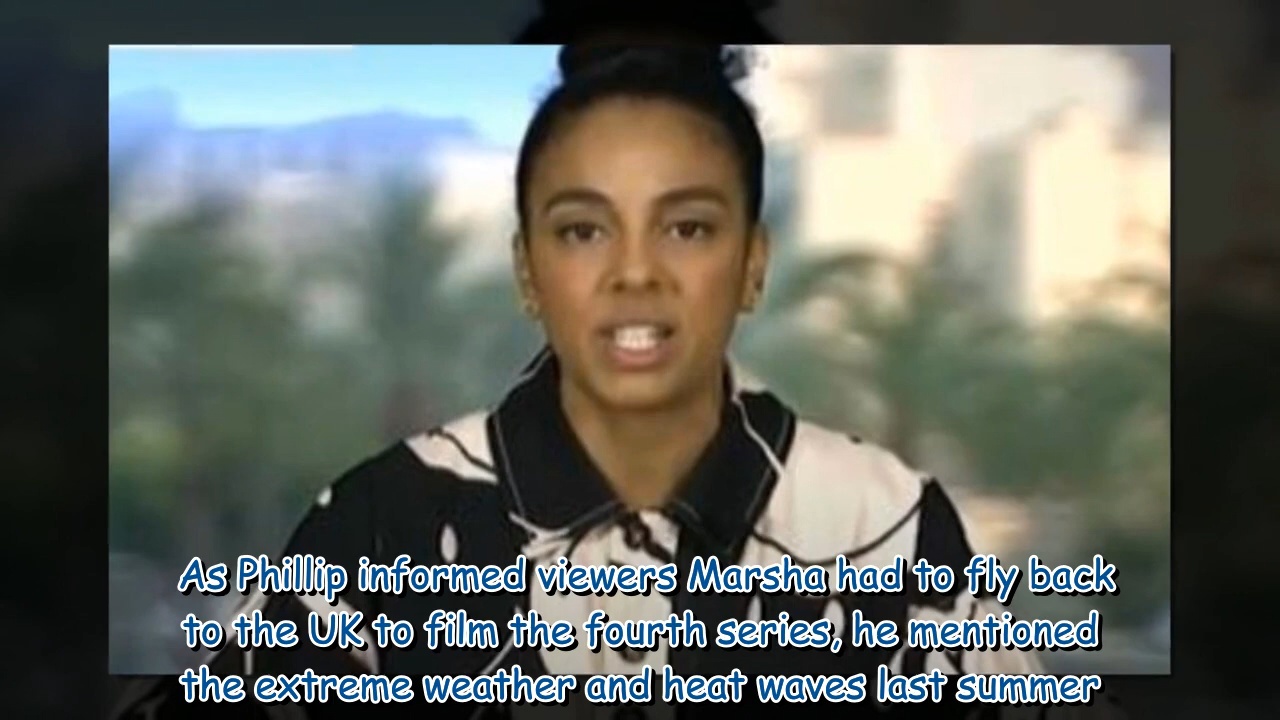 As Phillip informed viewers Marsha had to fly back
to the UK to film the fourth series, he mentioned
the extreme weather and heat waves last summer